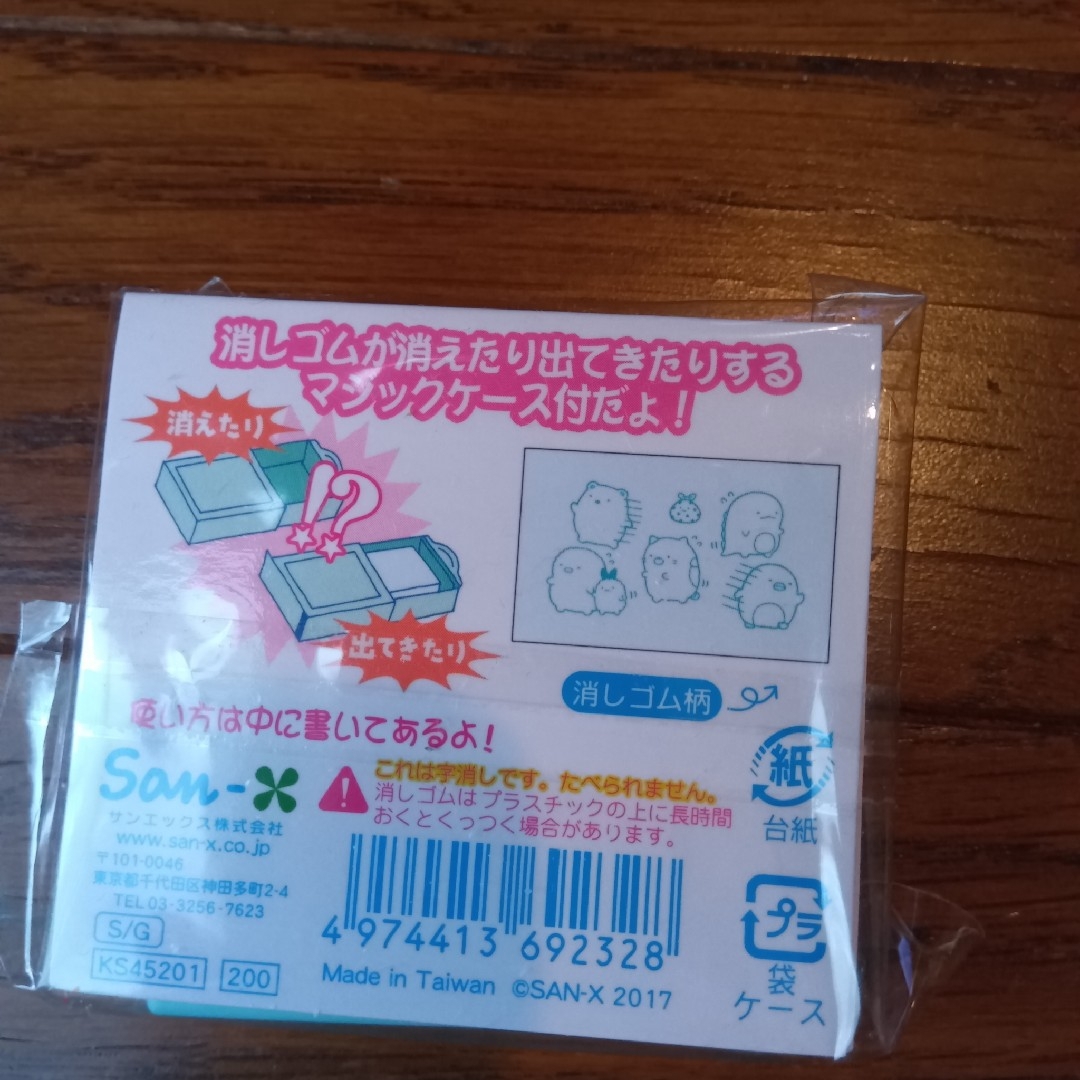 消しゴムが消えたり出てきたりする
マジックケース付だよ!
消えたり
!?
出てきたり
消しゴム柄
使い方は中に書いてあるよ!
San-X
サンエックス株式会社
www.san-x.co.jp
〒101-0046
東京都千代田区神田多町2-4
TEL 03-3256-7623
S/G
KS45201 200
これは字消しです。たべられません。
消しゴムはプラスチックの上に長時間
おくとくっつく場合があります。
4 974413 692328
Made in Taiwan ©SAN-X 2017
紙
台紙
プラ
袋
ケース